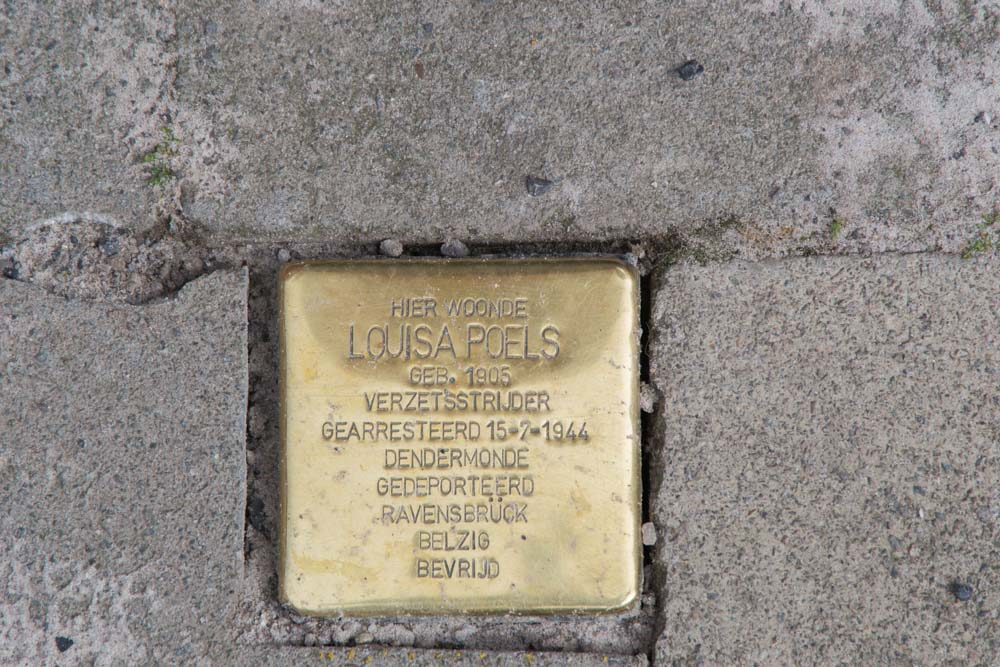 HIER WOONDE
LOUISA POELS
GEB. 1905
VERZETSSTRIJDER
GEARRESTEERD 15-7-1944
DENDERMONDE
GEDEPORTEERD
RAVENSBRÜCK
BELZIG
BEVRIJD